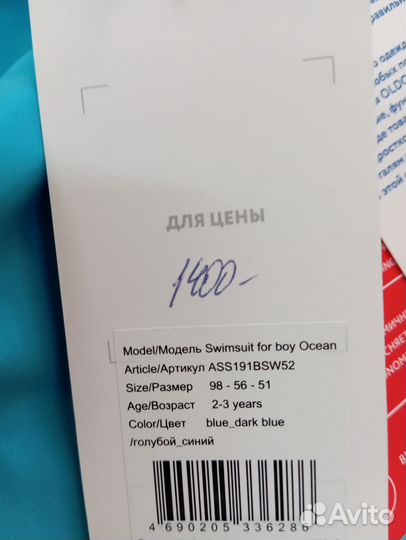 ДЛЯ ЦЕНЫ
1400-
Model/Модель Swimsuit for boy Ocean
Article/Артикул ASS191BSW52
Size/Размер 98 - 56 - 51
Age/Возраст 2-3 years
Color/Цвет blue_dark blue
/голубой_синий
4 690205 336286
Avito